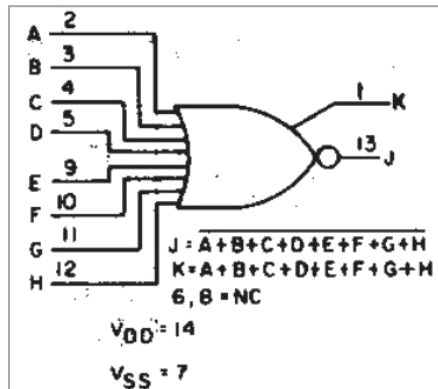 A 2
B 3
C 4
D 5
E 9
F 10
G 11
H 12
1 K
13 J
J = A+B+C+D+E+F+G+H
K=A+B+C+D+E+F+G+H
6, 8 = NC
VDD = 14
VSS = 7